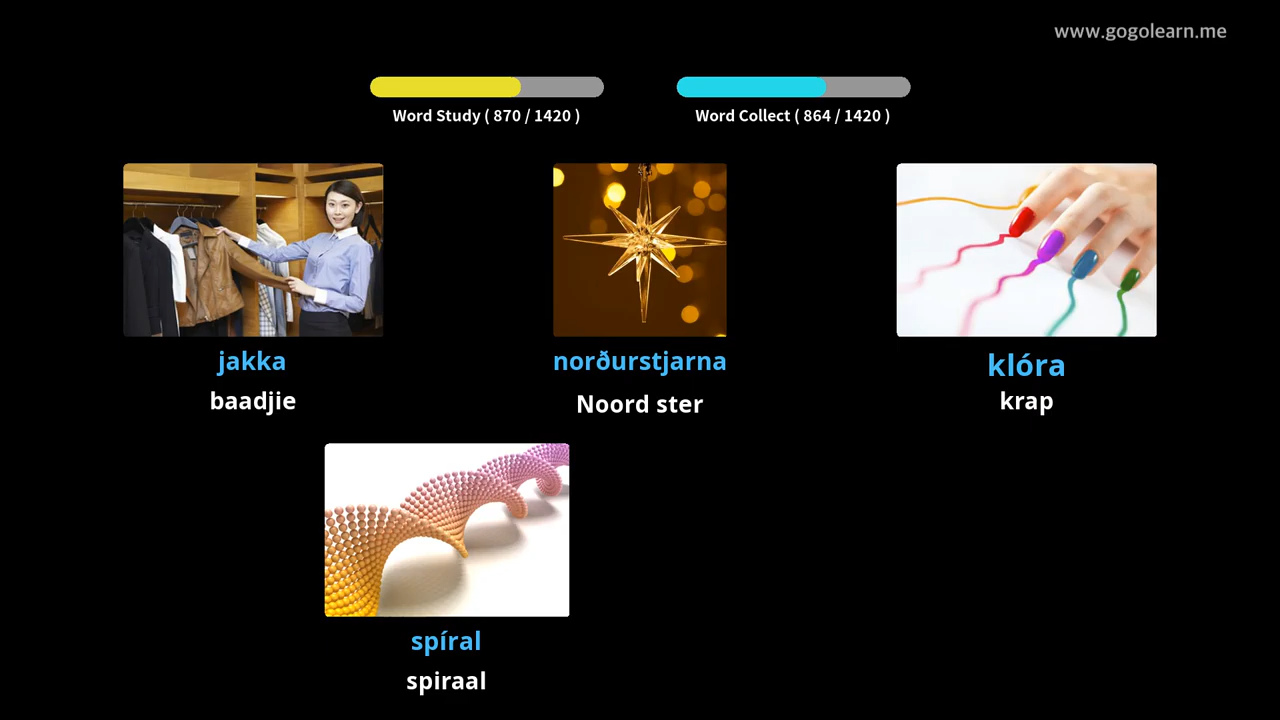 www.gogolearn.me
Word Study ( 870 / 1420 )
Word Collect ( 864 / 1420 )
jakka
baadjie
norðurstjarna
Noord ster
klóra
krap
spíral
spiraal